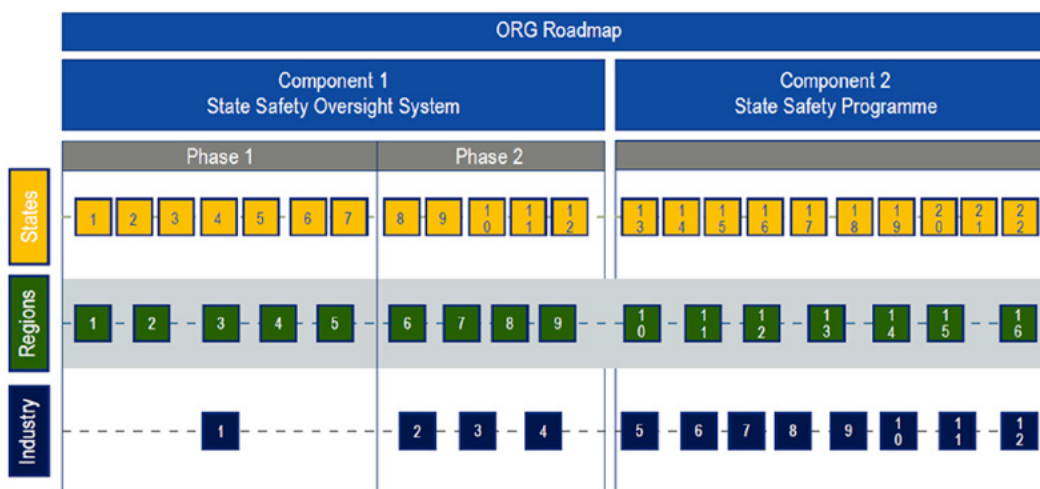 ORG Roadmap
Component 1
State Safety Oversight System
Component 2
State Safety Programme
Phase 1
Phase 2
States
1 2 3 4 5 6 7 8 9 10 11 12 13 14 15 16 17 18 19 20 21 22
Regions
1 2 3 4 5 6 7 8 9 10 11 12 13 14 15 16
Industry
1 2 3 4 5 6 7 8 9 10 11 12